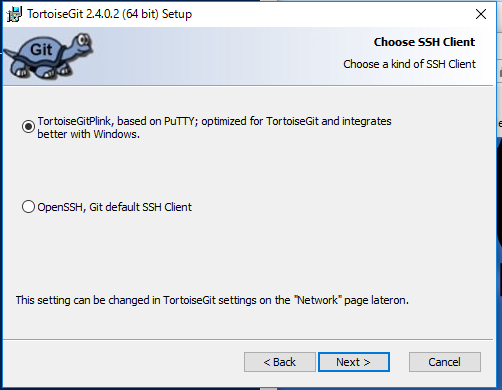 TortoiseGit 2.4.0.2 (64 bit) Setup
Git
Choose SSH Client
Choose a kind of SSH Client
TortoiseGitPlink, based on PuTTY; optimized for TortoiseGit and integrates
better with Windows.
OpenSSH, Git default SSH Client
This setting can be changed in TortoiseGit settings on the "Network" page lateron.
< Back
Next >
Cancel